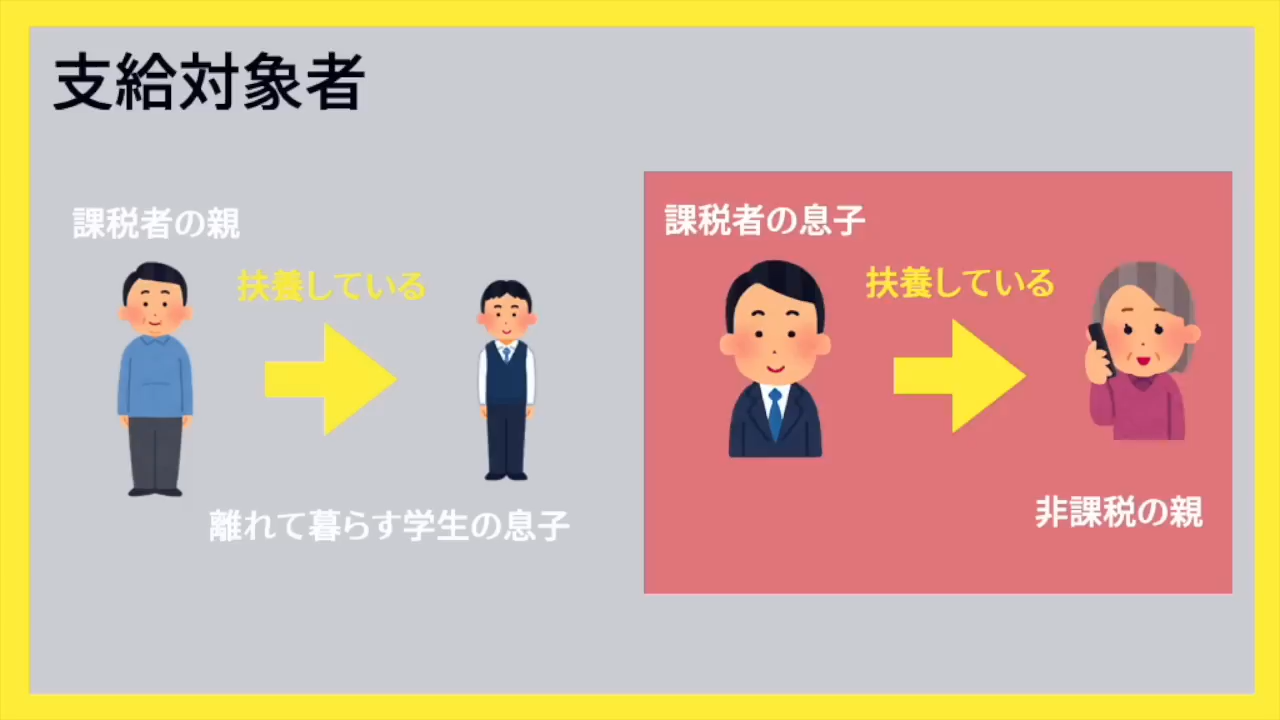 支給対象者
課税者の親
扶養している
離れて暮らす学生の息子
課税者の息子
扶養している
非課税の親